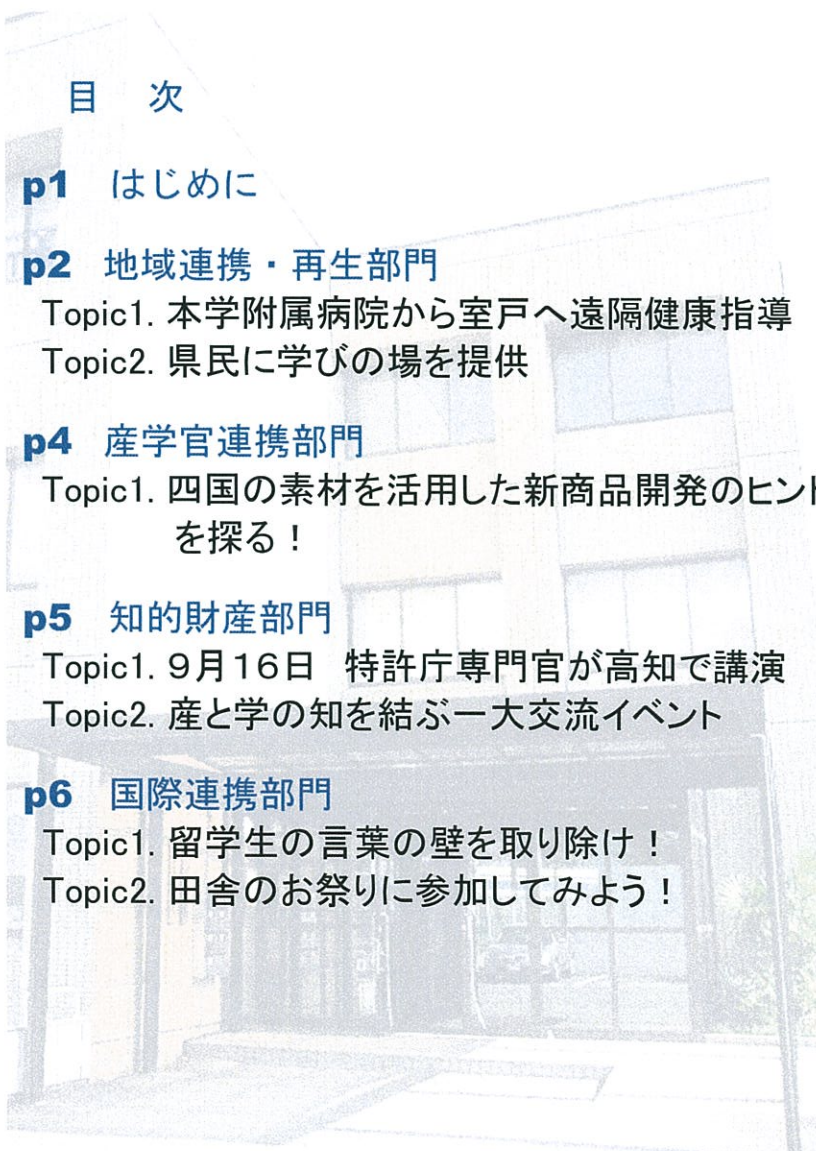 目　次
p1　はじめに
p2　地域連携・再生部門
Topic1. 本学附属病院から室戸へ遠隔健康指導
Topic2. 県民に学びの場を提供
p4　産学官連携部門
Topic1. 四国の素材を活用した新商品開発のヒント
を探る！
p5　知的財産部門
Topic1. ９月１６日　特許庁専門官が高知で講演
Topic2. 産と学の知を結ぶ一大交流イベント
p6　国際連携部門
Topic1. 留学生の言葉の壁を取り除け！
Topic2. 田舎のお祭りに参加してみよう！